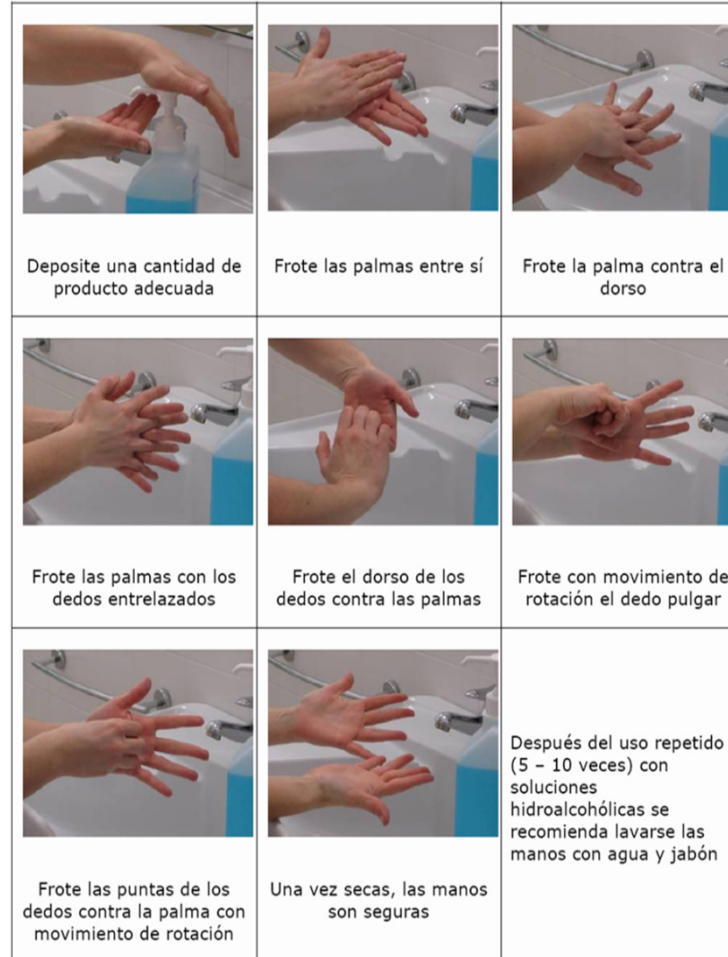 Deposite una cantidad de
producto adecuada
Frote las palmas entre sí
Frote la palma contra el
dorso
Frote las palmas con los
dedos entrelazados
Frote el dorso de los
dedos contra las palmas
Frote con movimiento de
rotación el dedo pulgar
Frote las puntas de los
dedos contra la palma con
movimiento de rotación
Una vez secas, las manos
son seguras
Después del uso repetido
(5 – 10 veces) con
soluciones
hidroalcohólicas se
recomienda lavarse las
manos con agua y jabón